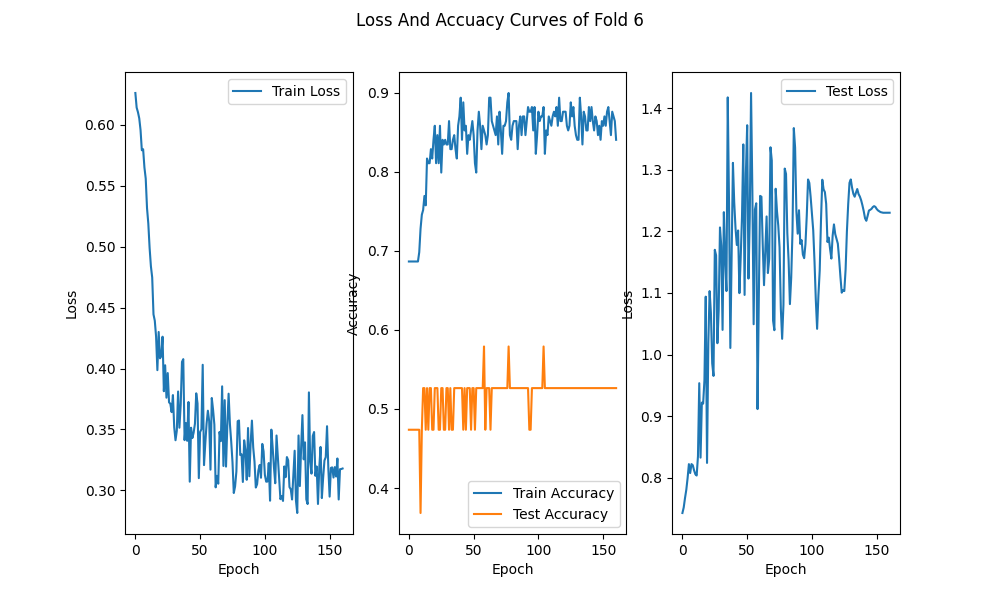 Loss And Accuacy Curves of Fold 6
Train Loss
0.60
0.55
0.50
0.45
0.40
0.35
0.30
Loss
0
50
100
150
Epoch
0.9
0.8
0.7
0.6
0.5
0.4
Accuracy
Train Accuracy
Test Accuracy
0
50
100
150
Epoch
Test Loss
1.4
1.3
1.2
1.1
1.0
0.9
0.8
Loss
0
50
100
150
Epoch